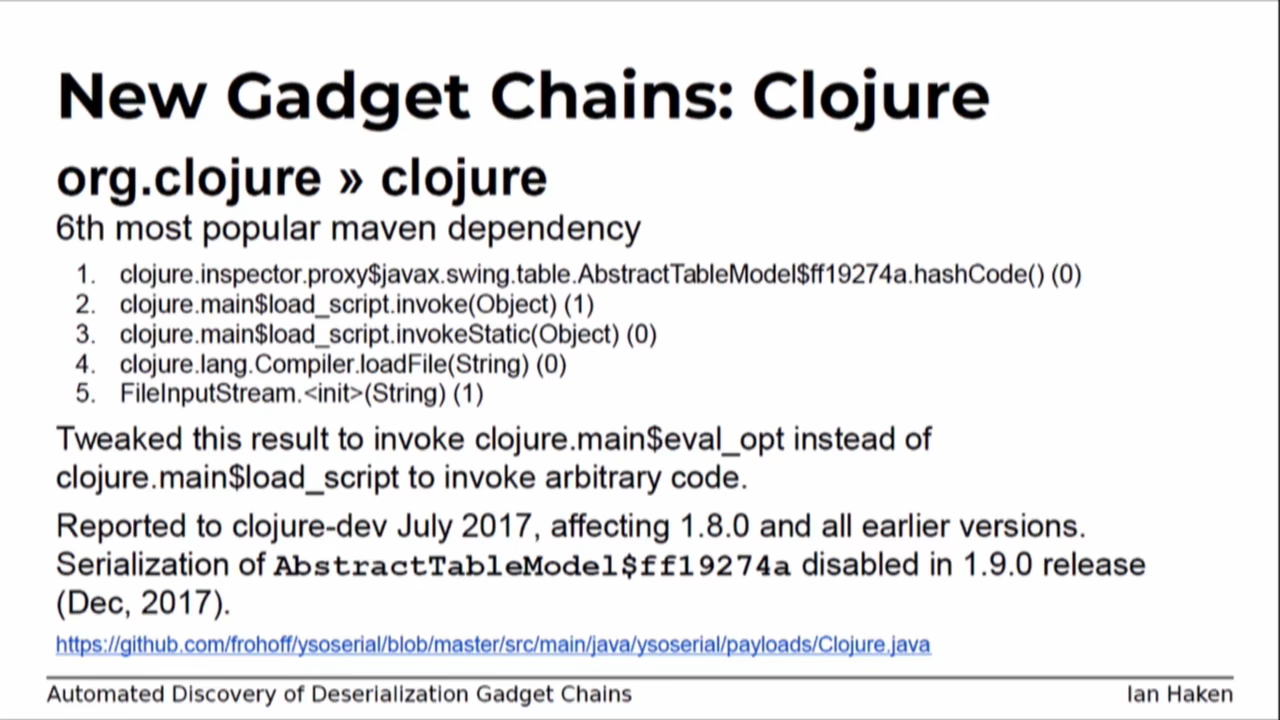 New Gadget Chains: Clojure
org.clojure » clojure
6th most popular maven dependency
1. clojure.inspector.proxy$javax.swing.table.AbstractTableModel$ff19274a.hashCode() (0)
2. clojure.main$load_script.invoke(Object) (1)
3. clojure.main$load_script.invokeStatic(Object) (0)
4. clojure.lang.Compiler.loadFile(String) (0)
5. FileInputStream.<init>(String) (1)
Tweaked this result to invoke clojure.main$eval_opt instead of
clojure.main$load_script to invoke arbitrary code.
Reported to clojure-dev July 2017, affecting 1.8.0 and all earlier versions.
Serialization of AbstractTableModel$ff19274a disabled in 1.9.0 release
(Dec, 2017).
https://github.com/frohoff/ysoserial/blob/master/src/main/java/ysoserial/payloads/Clojure.java
Automated Discovery of Deserialization Gadget Chains
Ian Haken